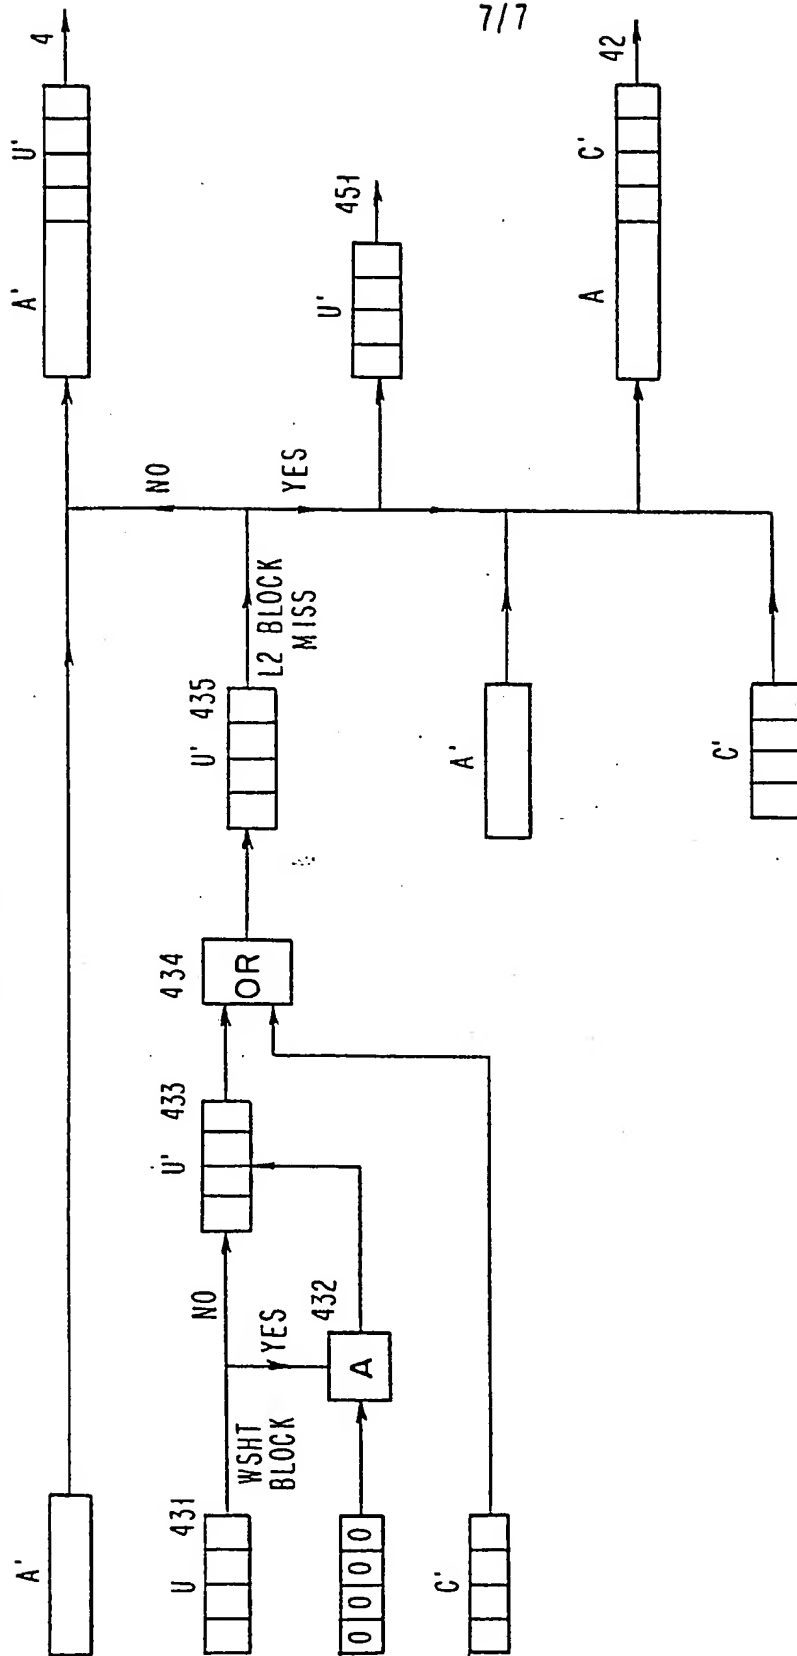 7/7
A'
A' U' 4
NO
U 431
WSHT
BLOCK
NO
YES
432
A
0 0 0 0
U' 433
434
OR
U' 435
L2 BLOCK
MISS
YES
U' 451
C'
A'
C'
A C' 42